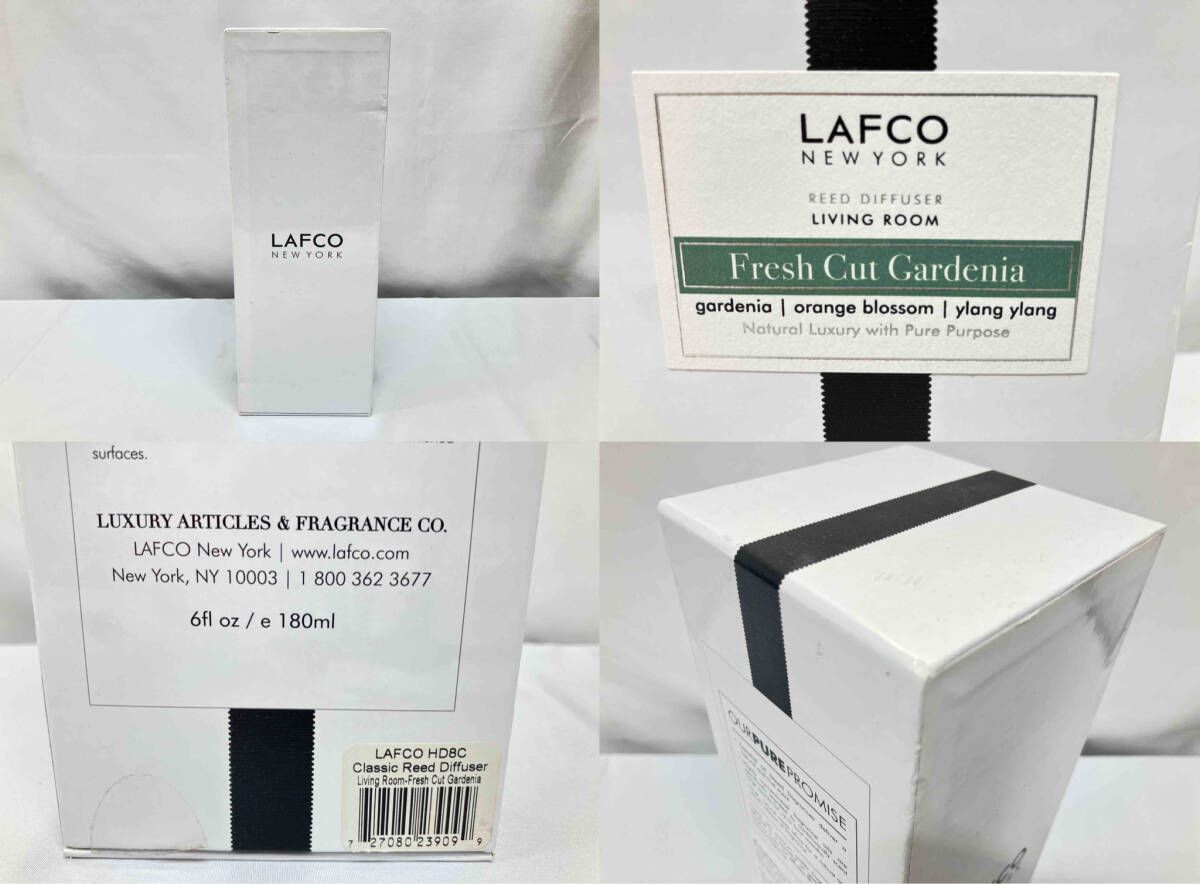 LAFCO
NEW YORK
LAFCO
NEW YORK
REED DIFFUSER
LIVING ROOM
Fresh Cut Gardenia
gardenia | orange blossom | ylang ylang
Natural Luxury with Pure Purpose
surfaces.
LUXURY ARTICLES & FRAGRANCE CO.
LAFCO New York | www.lafco.com
New York, NY 10003 | 1 800 362 3677
6fl oz / e 180ml
LAFCO HD8C
Classic Reed Diffuser
Living Room-Fresh Cut Gardenia
7 27080 23909 9
OUR PURE PROMISE